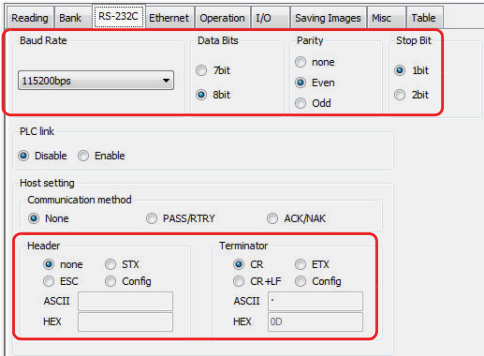 Reading Bank RS-232C Ethernet Operation I/O Saving Images Misc Table
Baud Rate Data Bits Parity Stop Bit
115200bps
7bit
8bit
none
Even
Odd
1bit
2bit
PLC link
Disable Enable
Host setting
Communication method
None PASS/RTRY ACK/NAK
Header
none STX
ESC Config
ASCII
HEX
Terminator
CR ETX
CR+LF Config
ASCII
HEX 0D